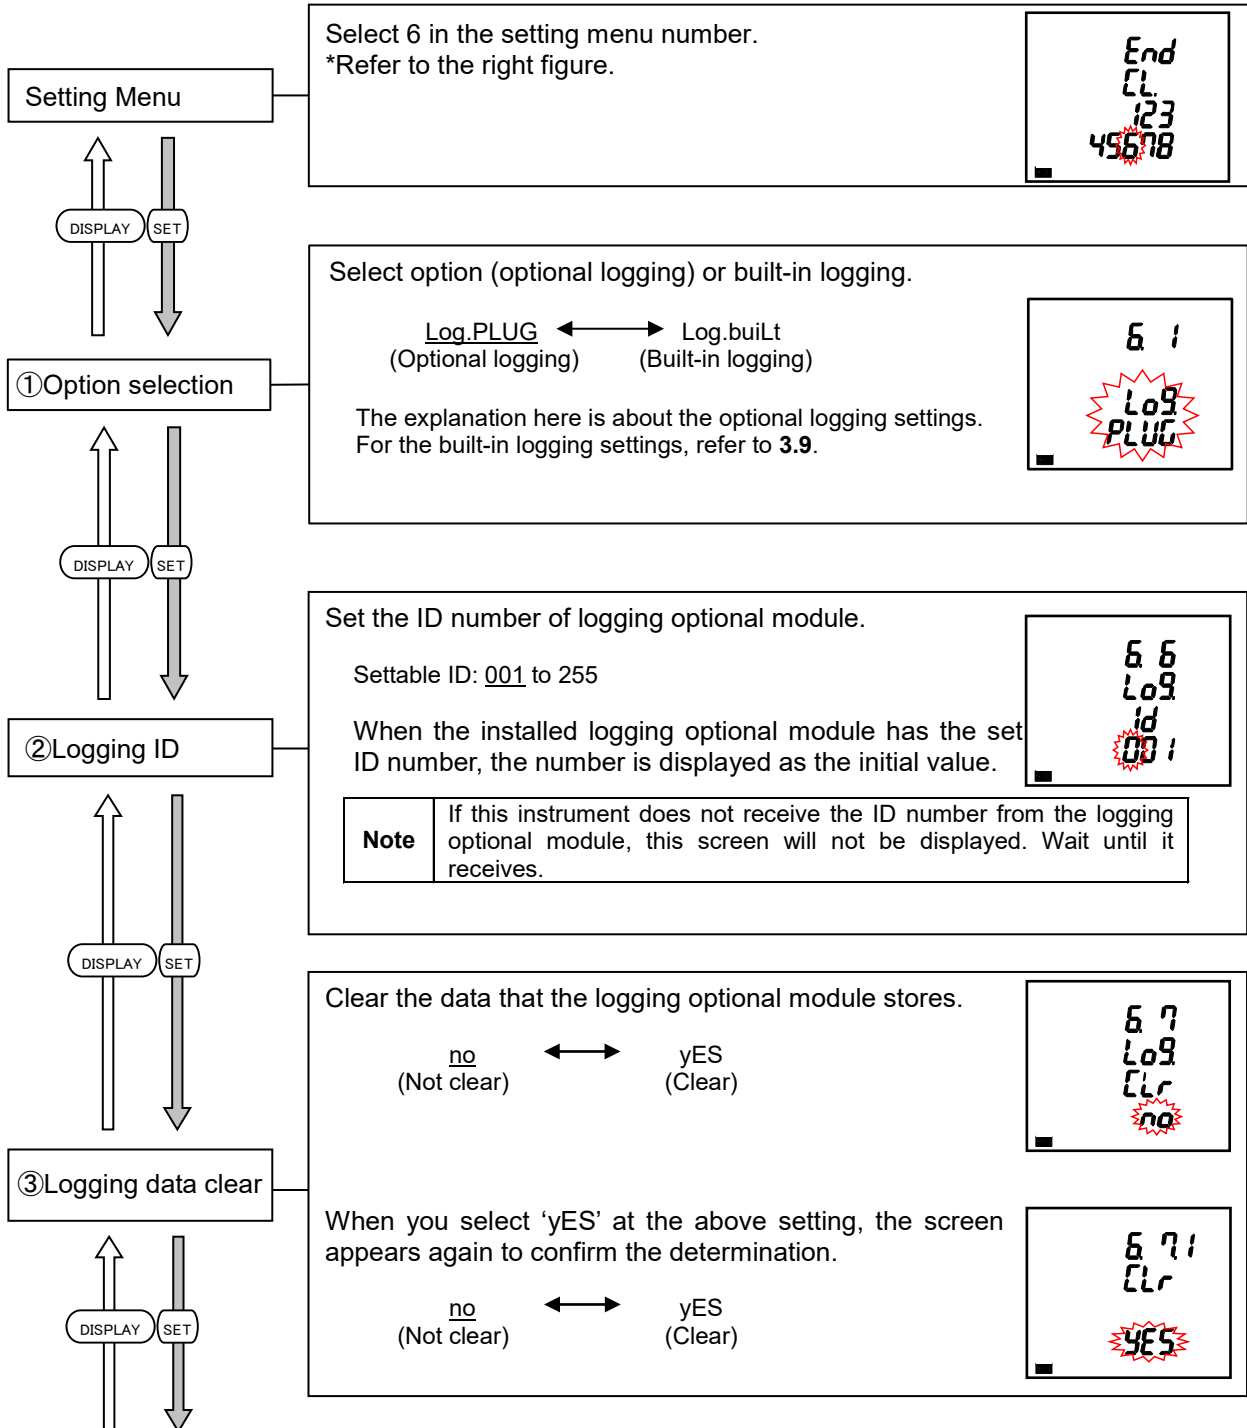 Select 6 in the setting menu number.
*Refer to the right figure.
End
CL.
123
45678
Setting Menu
DISPLAY SET
Select option (optional logging) or built-in logging.
Log.PLUG Log.buiLt
(Optional logging) (Built-in logging)
The explanation here is about the optional logging settings.
For the built-in logging settings, refer to 3.9.
6. 1
Log.
PLUG
①Option selection
DISPLAY SET
Set the ID number of logging optional module.
Settable ID: 001 to 255
When the installed logging optional module has the set
ID number, the number is displayed as the initial value.
Note
If this instrument does not receive the ID number from the logging
optional module, this screen will not be displayed. Wait until it
receives.
6. 6
Log.
id
001
②Logging ID
DISPLAY SET
Clear the data that the logging optional module stores.
no yES
(Not clear) (Clear)
6. 7
Log.
CLr
no
③Logging data clear
When you select ‘yES’ at the above setting, the screen
appears again to confirm the determination.
no yES
(Not clear) (Clear)
6. 7.1
CLr
yES
DISPLAY SET